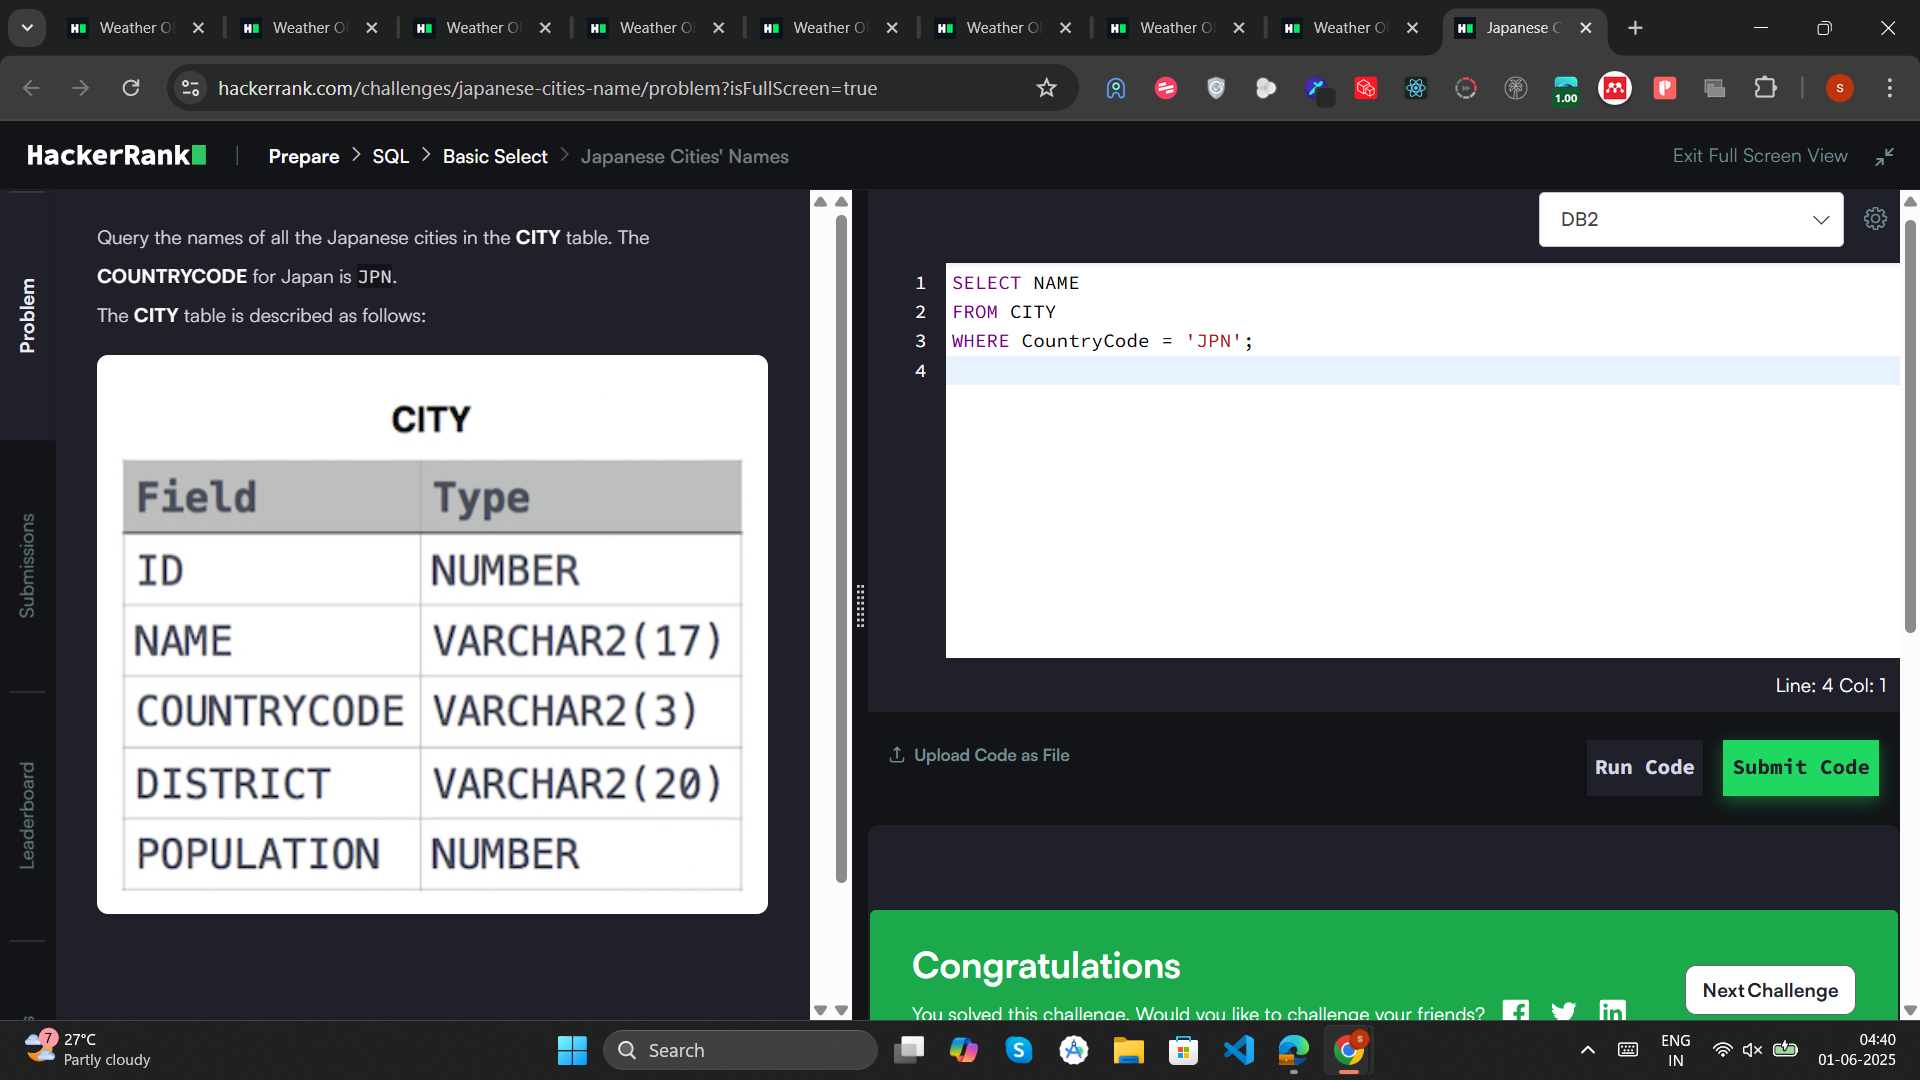 Weather O
Weather O
Weather O
Weather O
Weather O
Weather O
Weather O
Weather O
Japanese C
hackerrank.com/challenges/japanese-cities-name/problem?isFullScreen=true
1.00
S
HackerRank
Prepare > SQL > Basic Select > Japanese Cities' Names
Exit Full Screen View
Problem
Submissions
Leaderboard
Query the names of all the Japanese cities in the CITY table. The
COUNTRYCODE for Japan is JPN.
The CITY table is described as follows:
CITY
Field Type
ID NUMBER
NAME VARCHAR2(17)
COUNTRYCODE VARCHAR2(3)
DISTRICT VARCHAR2(20)
POPULATION NUMBER
DB2
1 SELECT NAME
2 FROM CITY
3 WHERE CountryCode = 'JPN';
4
Line: 4 Col: 1
Upload Code as File
Run Code
Submit Code
Congratulations
You solved this challenge. Would you like to challenge your friends?
Next Challenge
7
27°C
Partly cloudy
Search
ENG
IN
04:40
01-06-2025